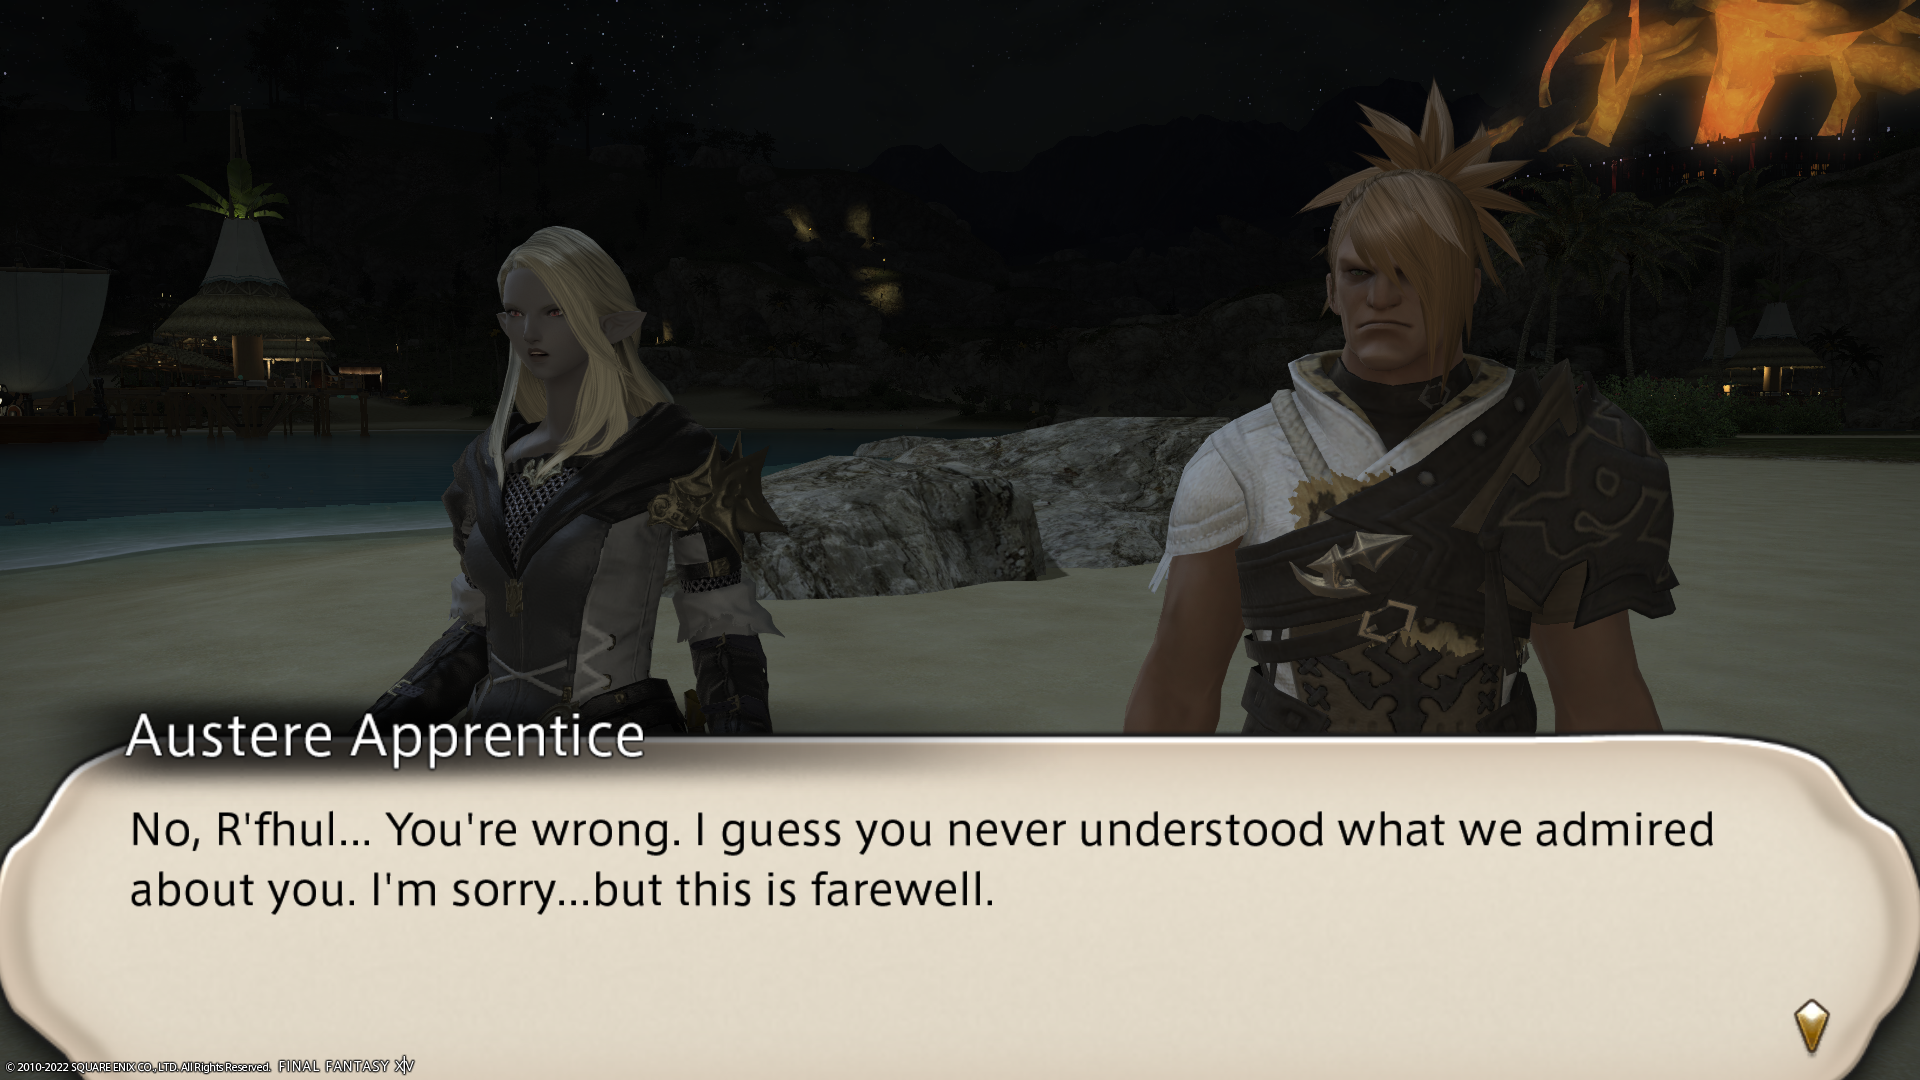 Austere Apprentice
No, R'fhul... You're wrong. I guess you never understood what we admired
about you. I'm sorry...but this is farewell.
© 2010-2022 SQUARE ENIX CO., LTD. All Rights Reserved. FINAL FANTASY XIV